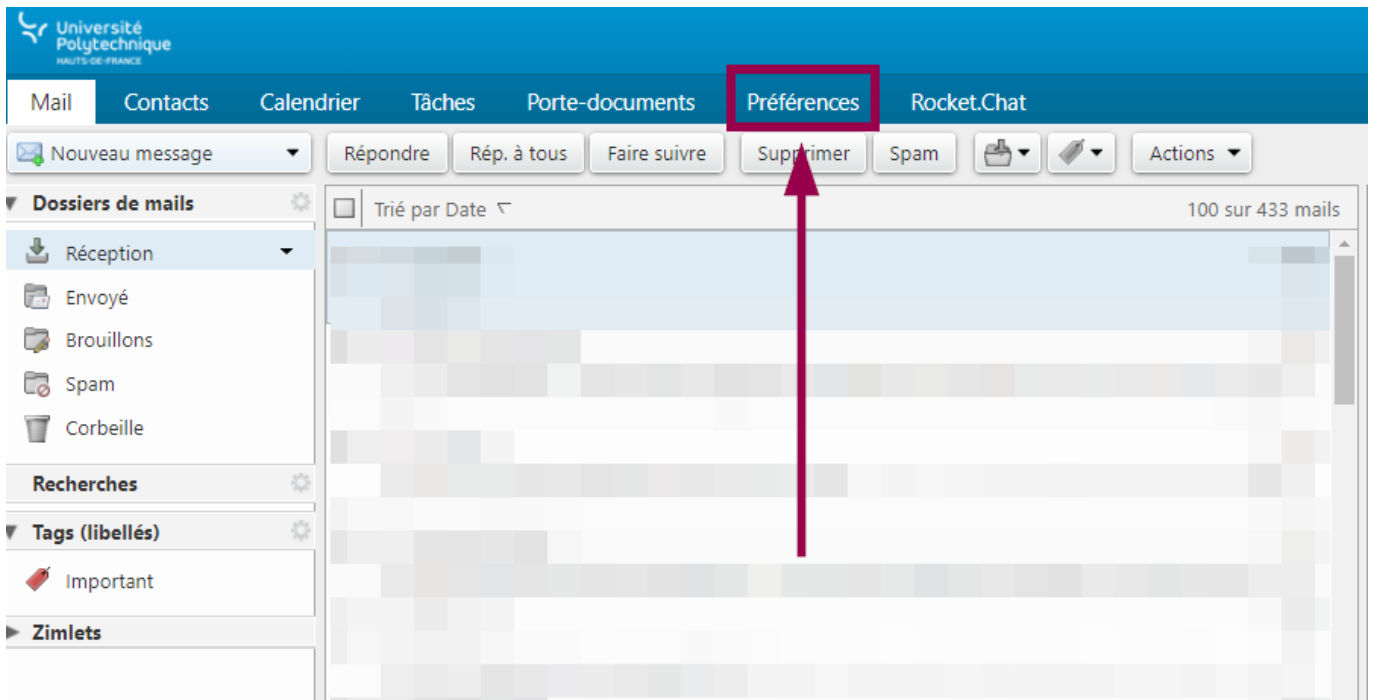 Université
Polytechnique
HAUTS-DE-FRANCE
Mail Contacts Calendrier Tâches Porte-documents Préférences Rocket.Chat
Nouveau message Répondre Rép. à tous Faire suivre Supprimer Spam Actions
Dossiers de mails Trié par Date 100 sur 433 mails
Réception
Envoyé
Brouillons
Spam
Corbeille
Recherches
Tags (libellés)
Important
Zimlets